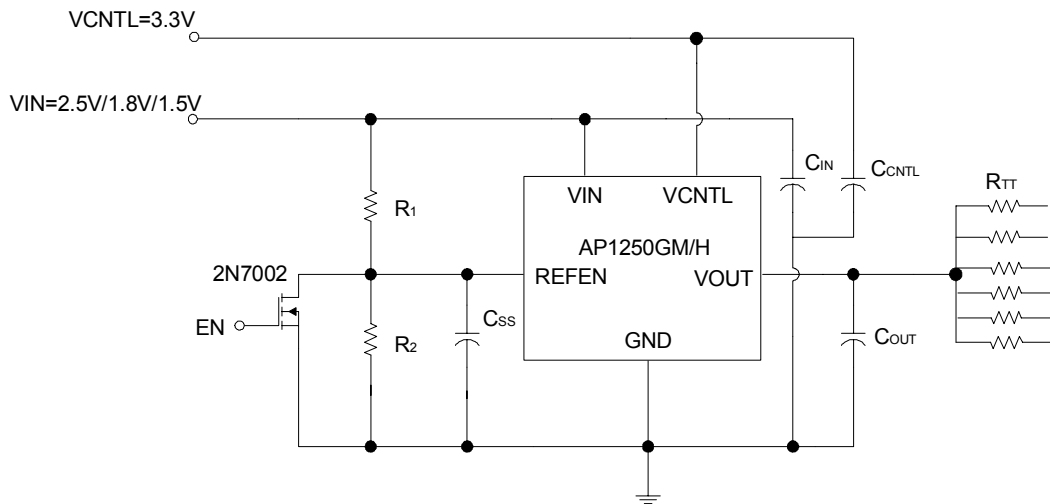 VCNTL=3.3V
VIN=2.5V/1.8V/1.5V
CIN
CCNTL
RTT
R1
VIN
VCNTL
AP1250GM/H
2N7002
REFEN
VOUT
EN
R2
CSS
GND
COUT